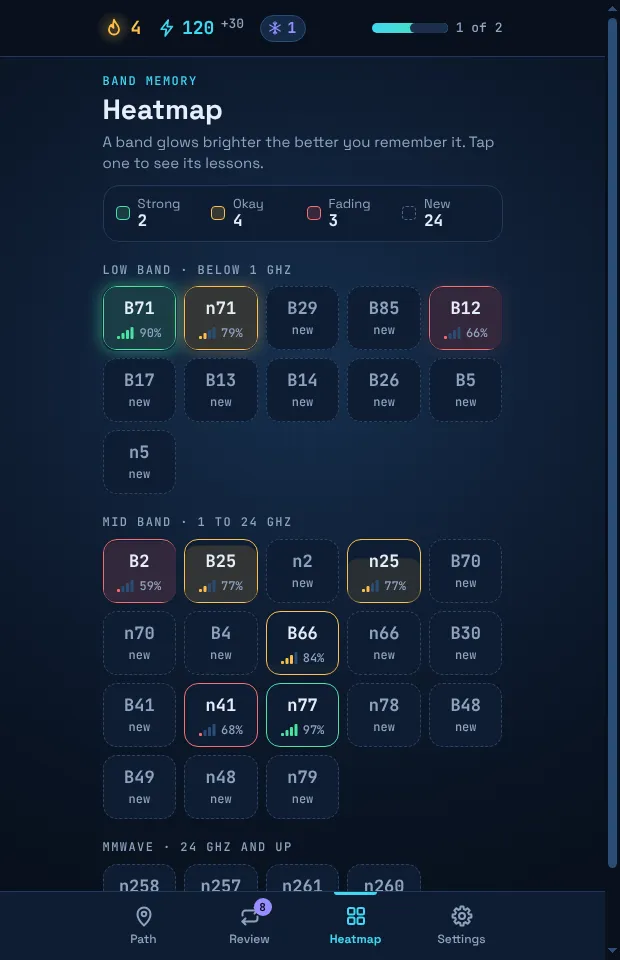 4 120 +30 1 1 of 2
BAND MEMORY
Heatmap
A band glows brighter the better you remember it. Tap
one to see its lessons.
Strong Okay Fading New
2 4 3 24
LOW BAND · BELOW 1 GHZ
B71 n71 B29 B85 B12
90% 79% new new 66%
B17 B13 B14 B26 B5
new new new new new
n5
new
MID BAND · 1 TO 24 GHZ
B2 B25 n2 n25 B70
59% 77% new 77% new
n70 B4 B66 n66 B30
new new 84% new new
B41 n41 n77 n78 B48
new 68% 97% new new
B49 n48 n79
new new new
MMWAVE · 24 GHZ AND UP
n258 n257 n261 n260
8
Path Review Heatmap Settings